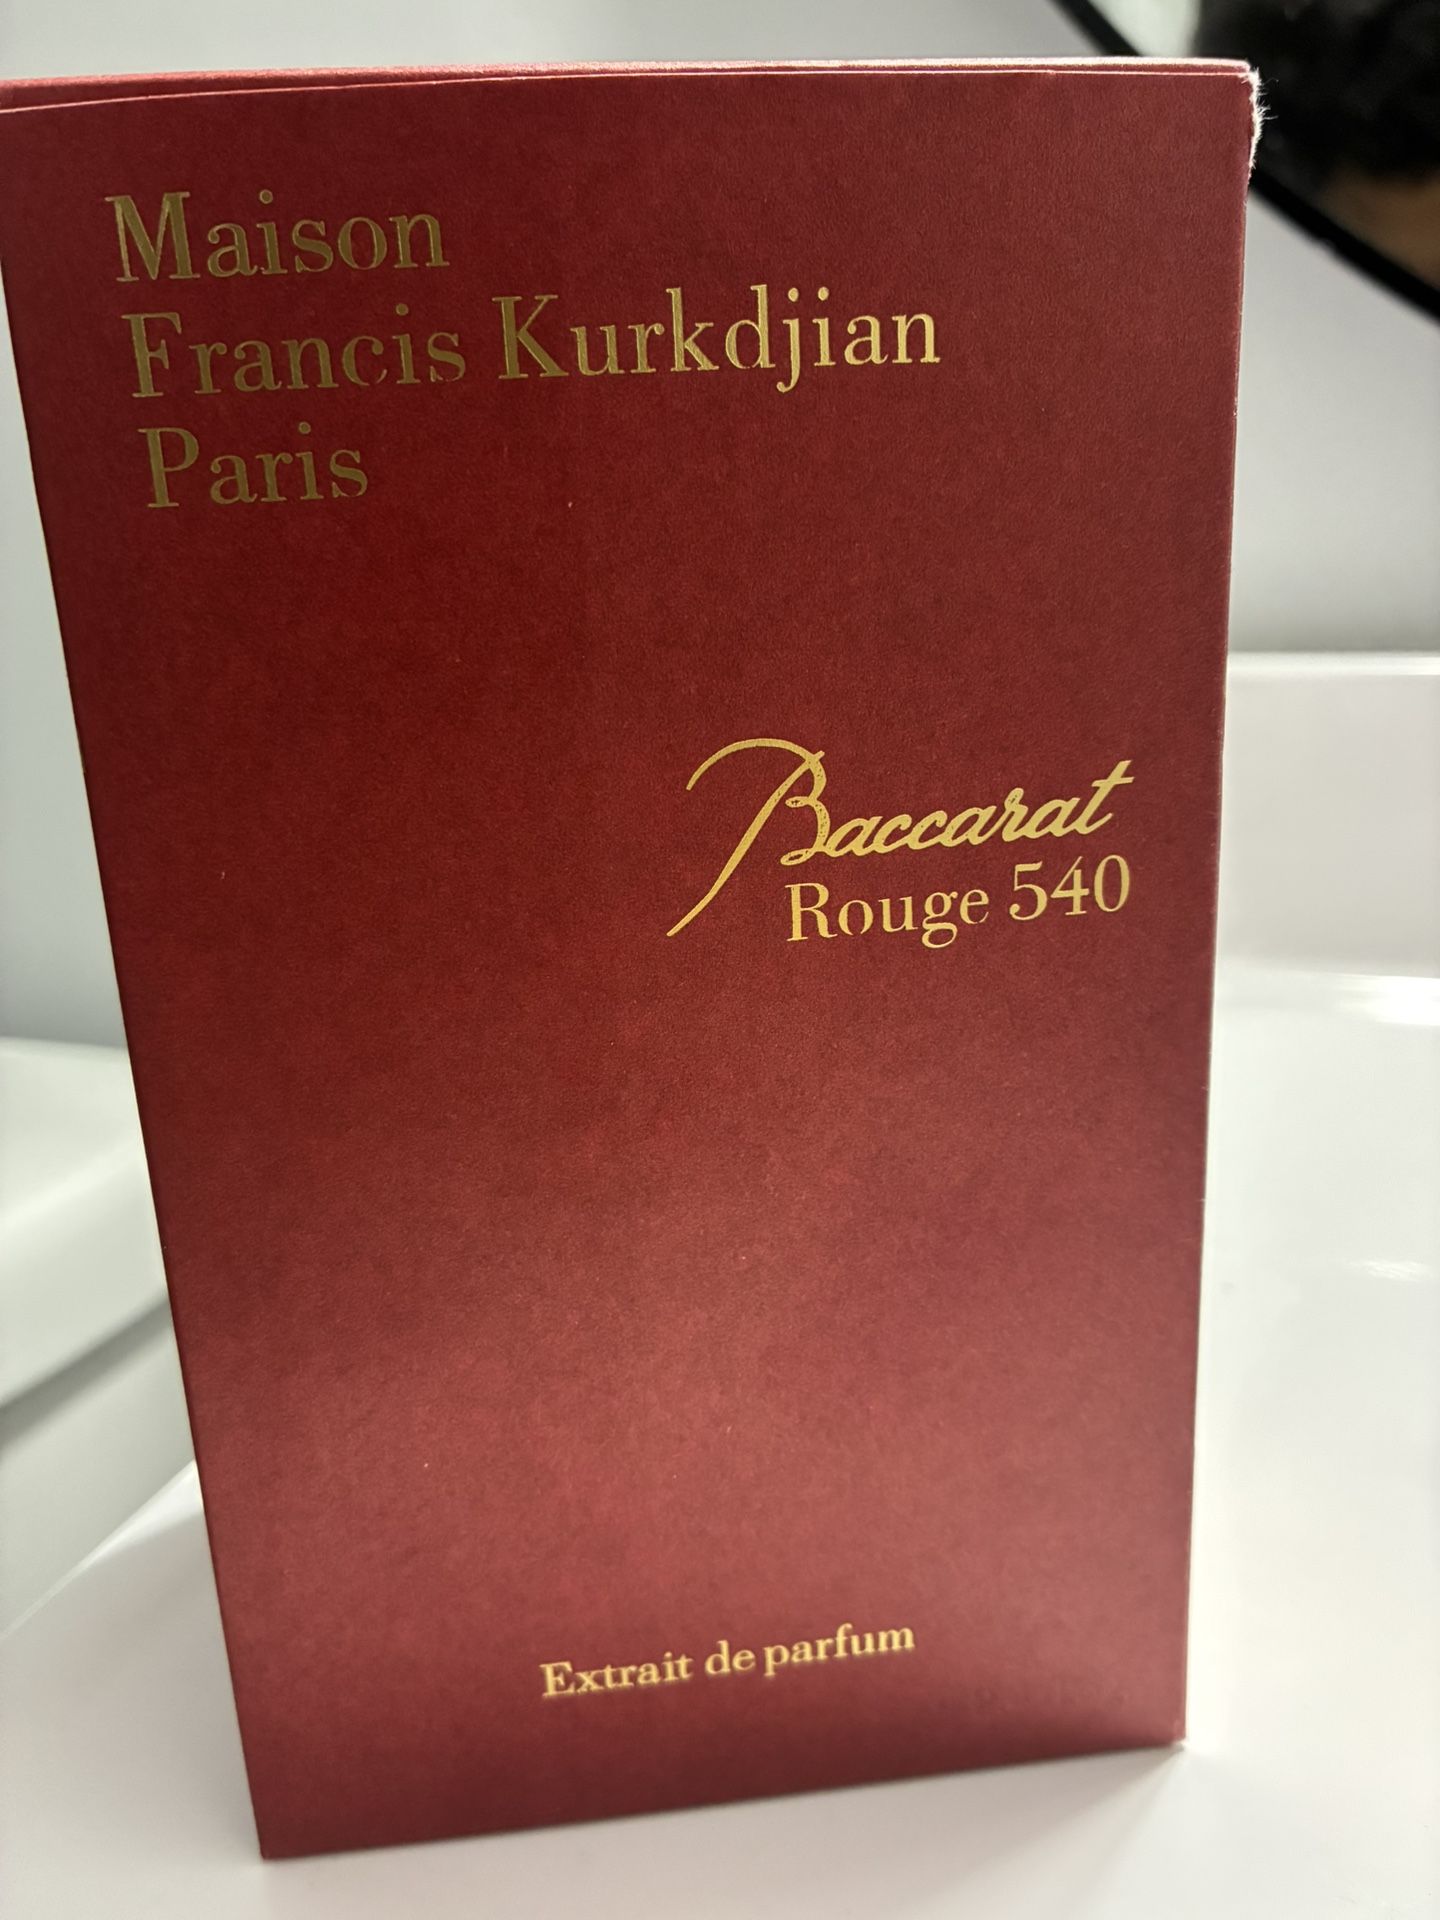 Maison
Francis Kurkdjian
Paris
Baccarat
Rouge 540
Extrait de parfum